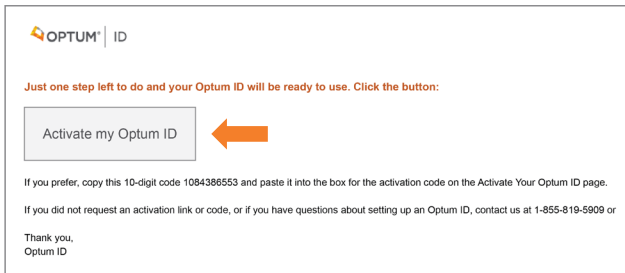 OPTUM® ID
Just one step left to do and your Optum ID will be ready to use. Click the button:
Activate my Optum ID
If you prefer, copy this 10-digit code 1084386553 and paste it into the box for the activation code on the Activate Your Optum ID page.
If you did not request an activation link or code, or if you have questions about setting up an Optum ID, contact us at 1-855-819-5909 or
Thank you,
Optum ID